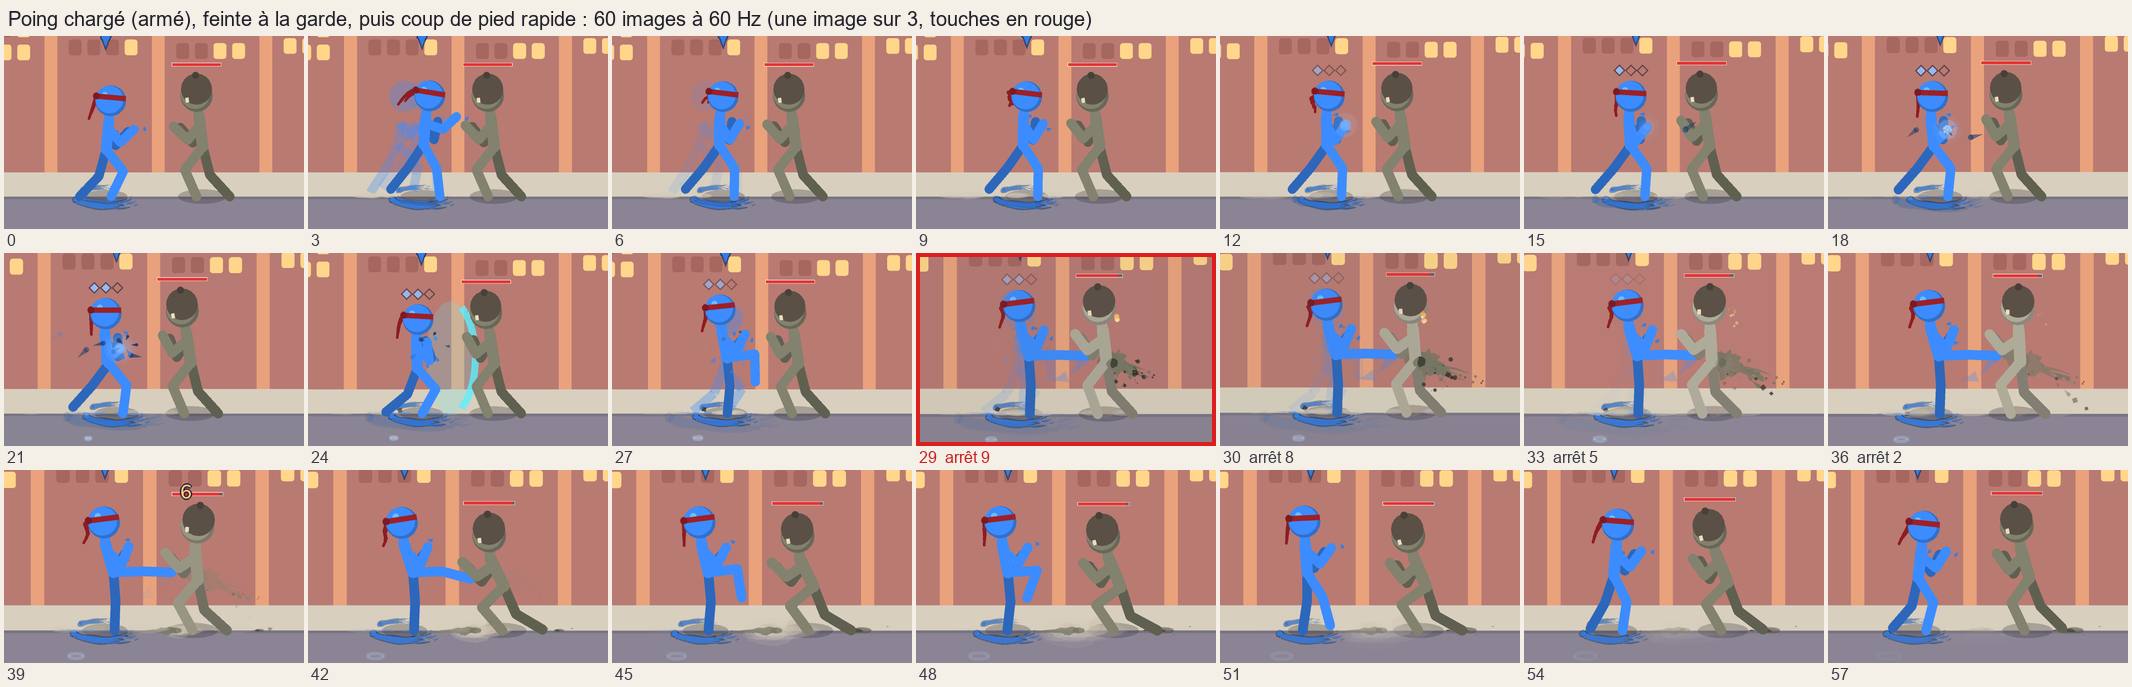 Poing chargé (armé), feinte à la garde, puis coup de pied rapide : 60 images à 60 Hz (une image sur 3, touches en rouge)
0 3 6 9 12 15 18
21 24 27 29 arrêt 9 30 arrêt 8 33 arrêt 5 36 arrêt 2
6
39 42 45 48 51 54 57